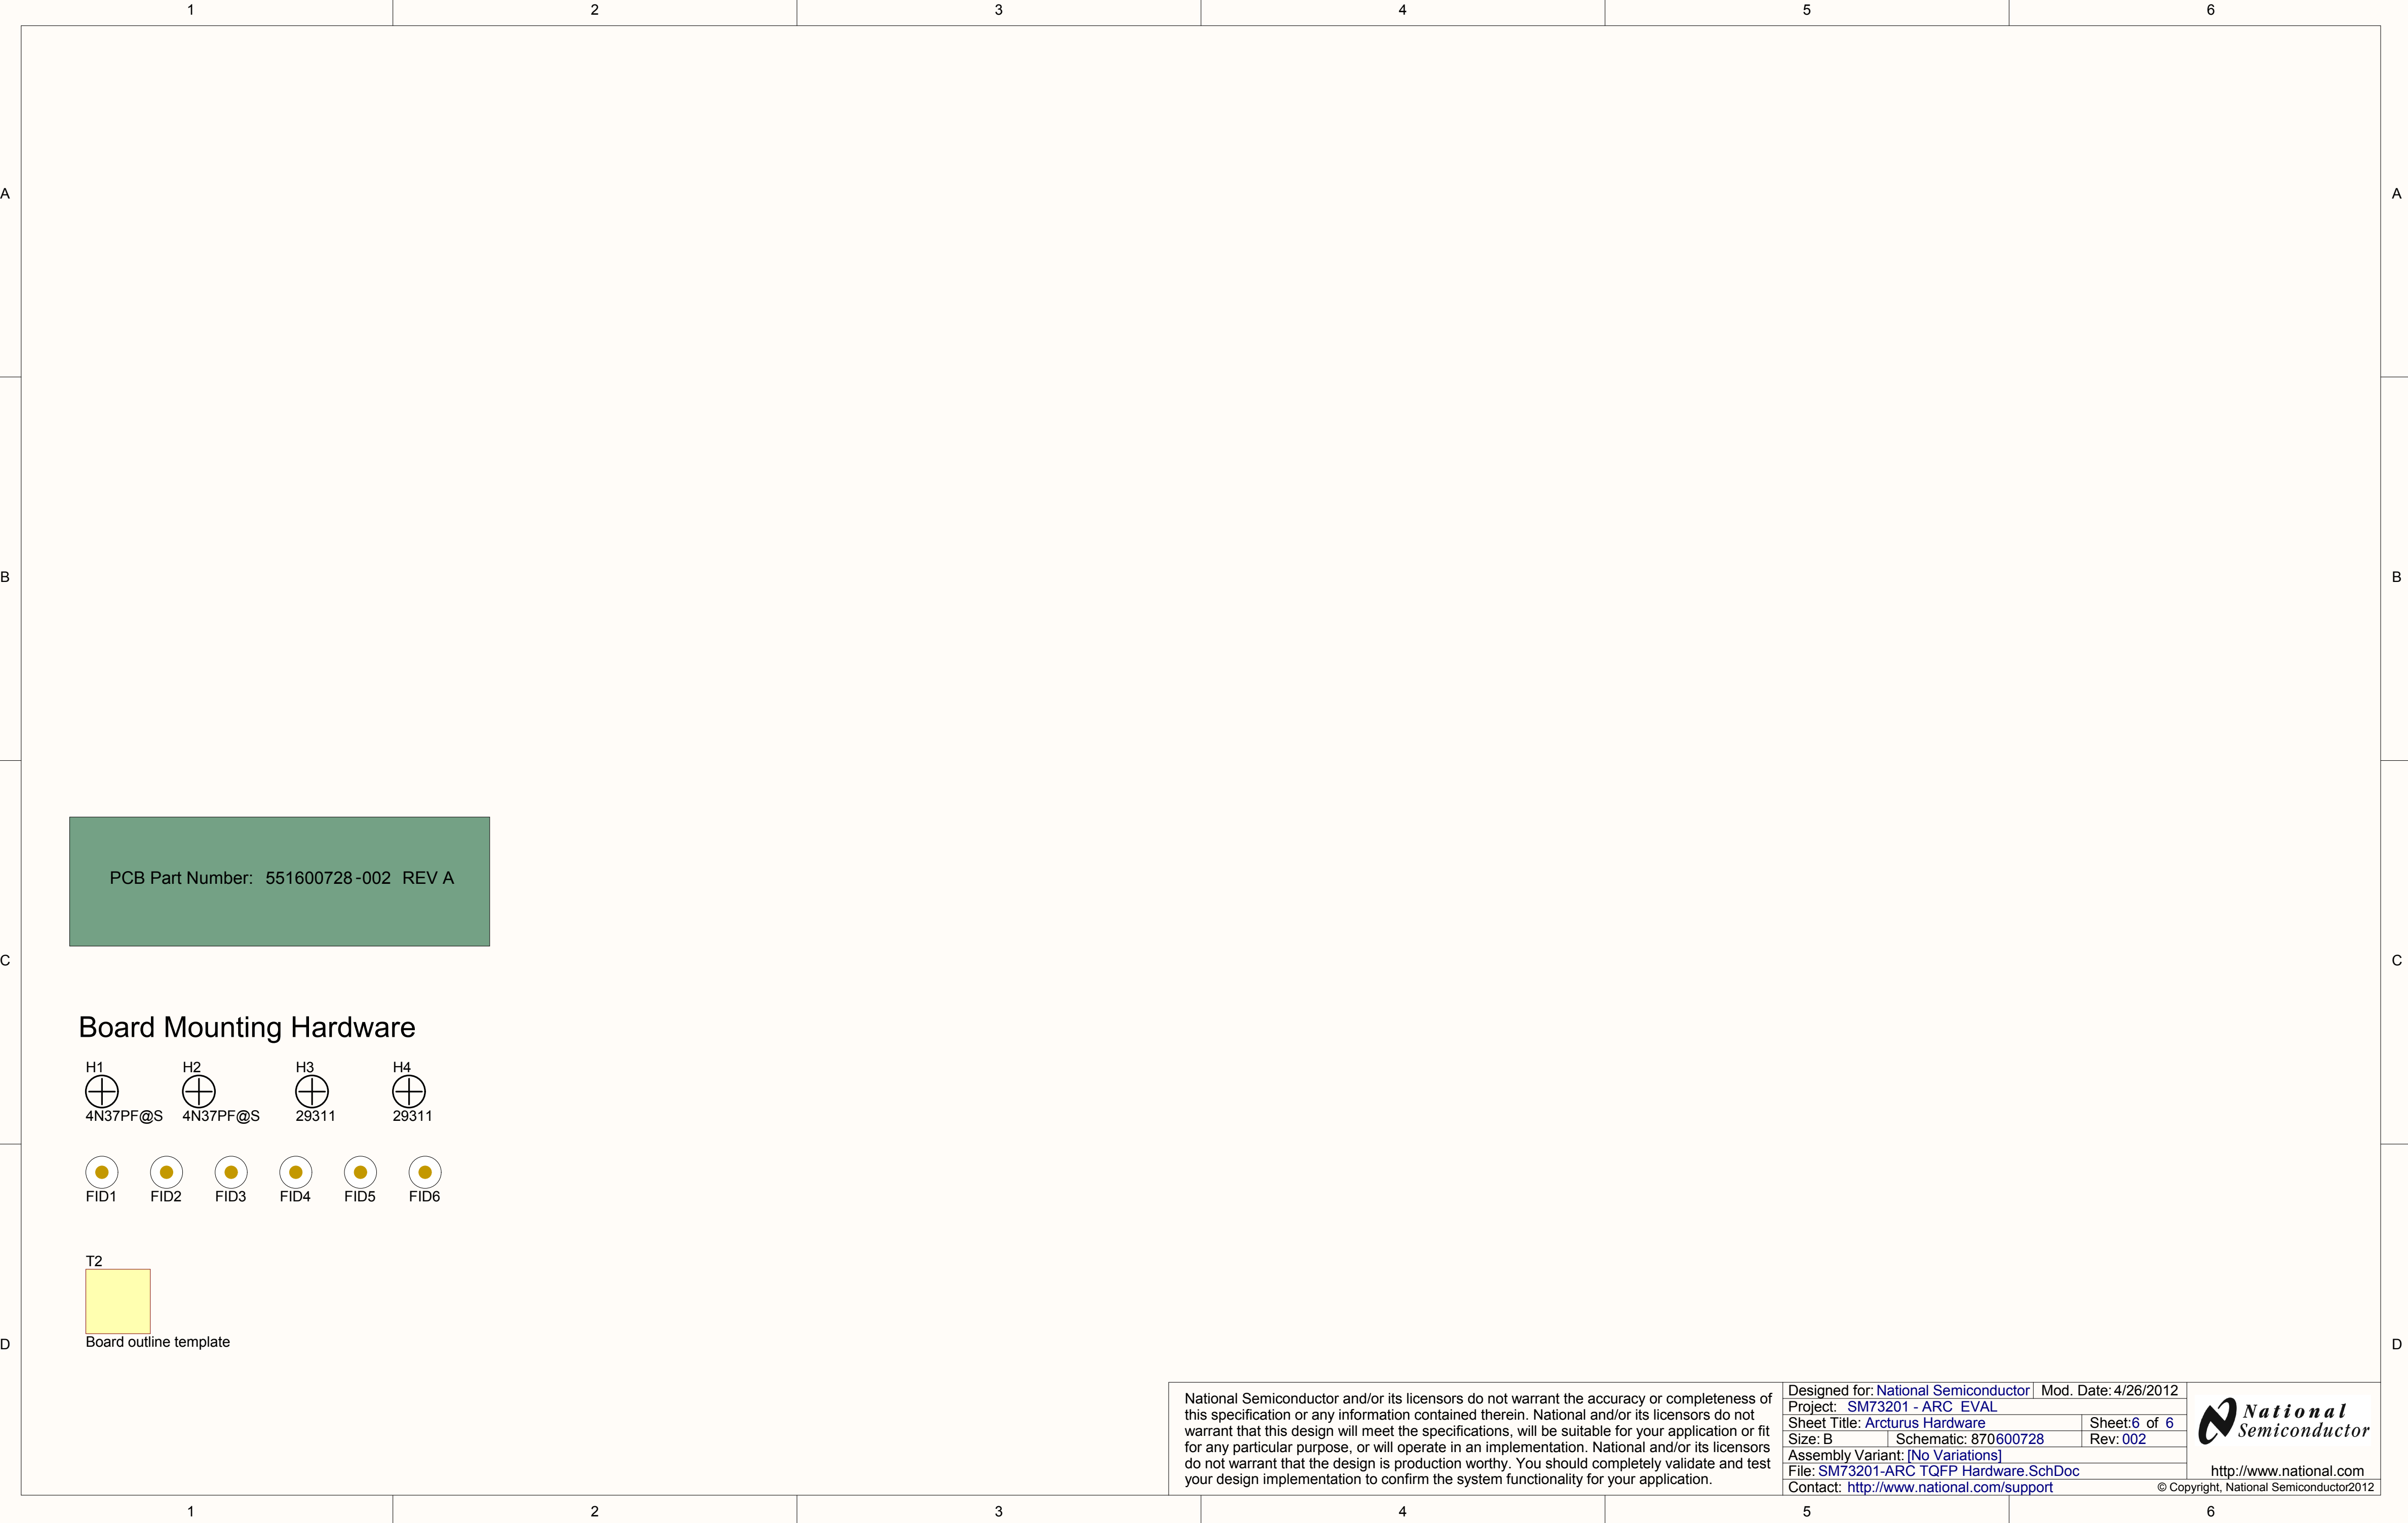 1 2 3 4 5 6
A A
B B
PCB Part Number: 551600728-002 REV A
C C
Board Mounting Hardware
H1 H2 H3 H4
4N37PF@S 4N37PF@S 29311 29311
FID1 FID2 FID3 FID4 FID5 FID6
T2
Board outline template
D D
National Semiconductor and/or its licensors do not warrant the accuracy or completeness of
this specification or any information contained therein. National and/or its licensors do not
warrant that this design will meet the specifications, will be suitable for your application or fit
for any particular purpose, or will operate in an implementation. National and/or its licensors
do not warrant that the design is production worthy. You should completely validate and test
your design implementation to confirm the system functionality for your application.
Designed for: National Semiconductor Mod. Date: 4/26/2012
Project: SM73201 - ARC EVAL
Sheet Title: Arcturus Hardware Sheet:6 of 6
Size: B Schematic: 870600728 Rev: 002
Assembly Variant: [No Variations]
File: SM73201-ARC TQFP Hardware.SchDoc
Contact: http://www.national.com/support
National
Semiconductor
http://www.national.com
© Copyright, National Semiconductor2012
1 2 3 4 5 6